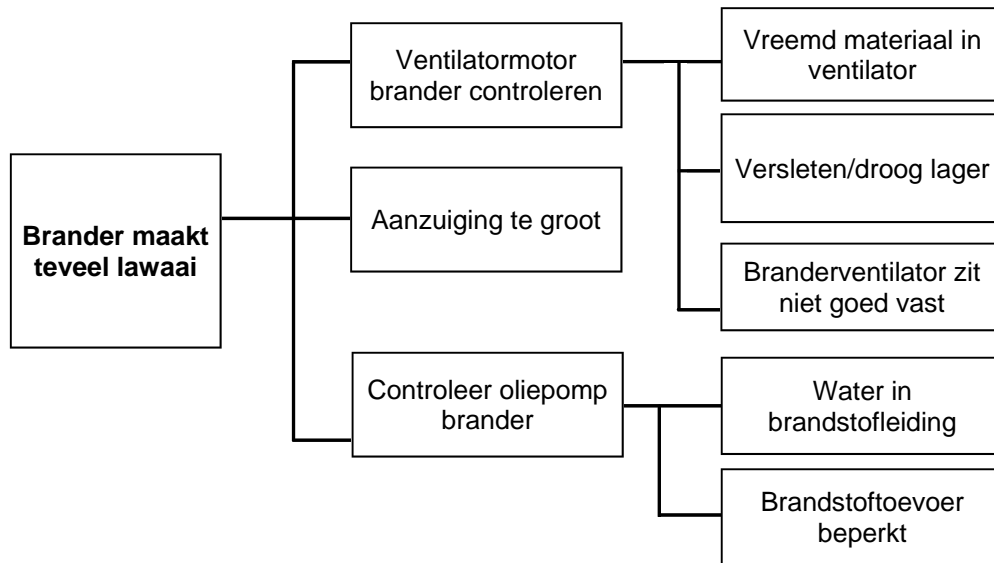 Brander maakt
teveel lawaai
Ventilatormotor
brander controleren
Aanzuiging te groot
Controleer oliepomp
brander
Vreemd materiaal in
ventilator
Versleten/droog lager
Branderventilator zit
niet goed vast
Water in
brandstofleiding
Brandstoftoevoer
beperkt